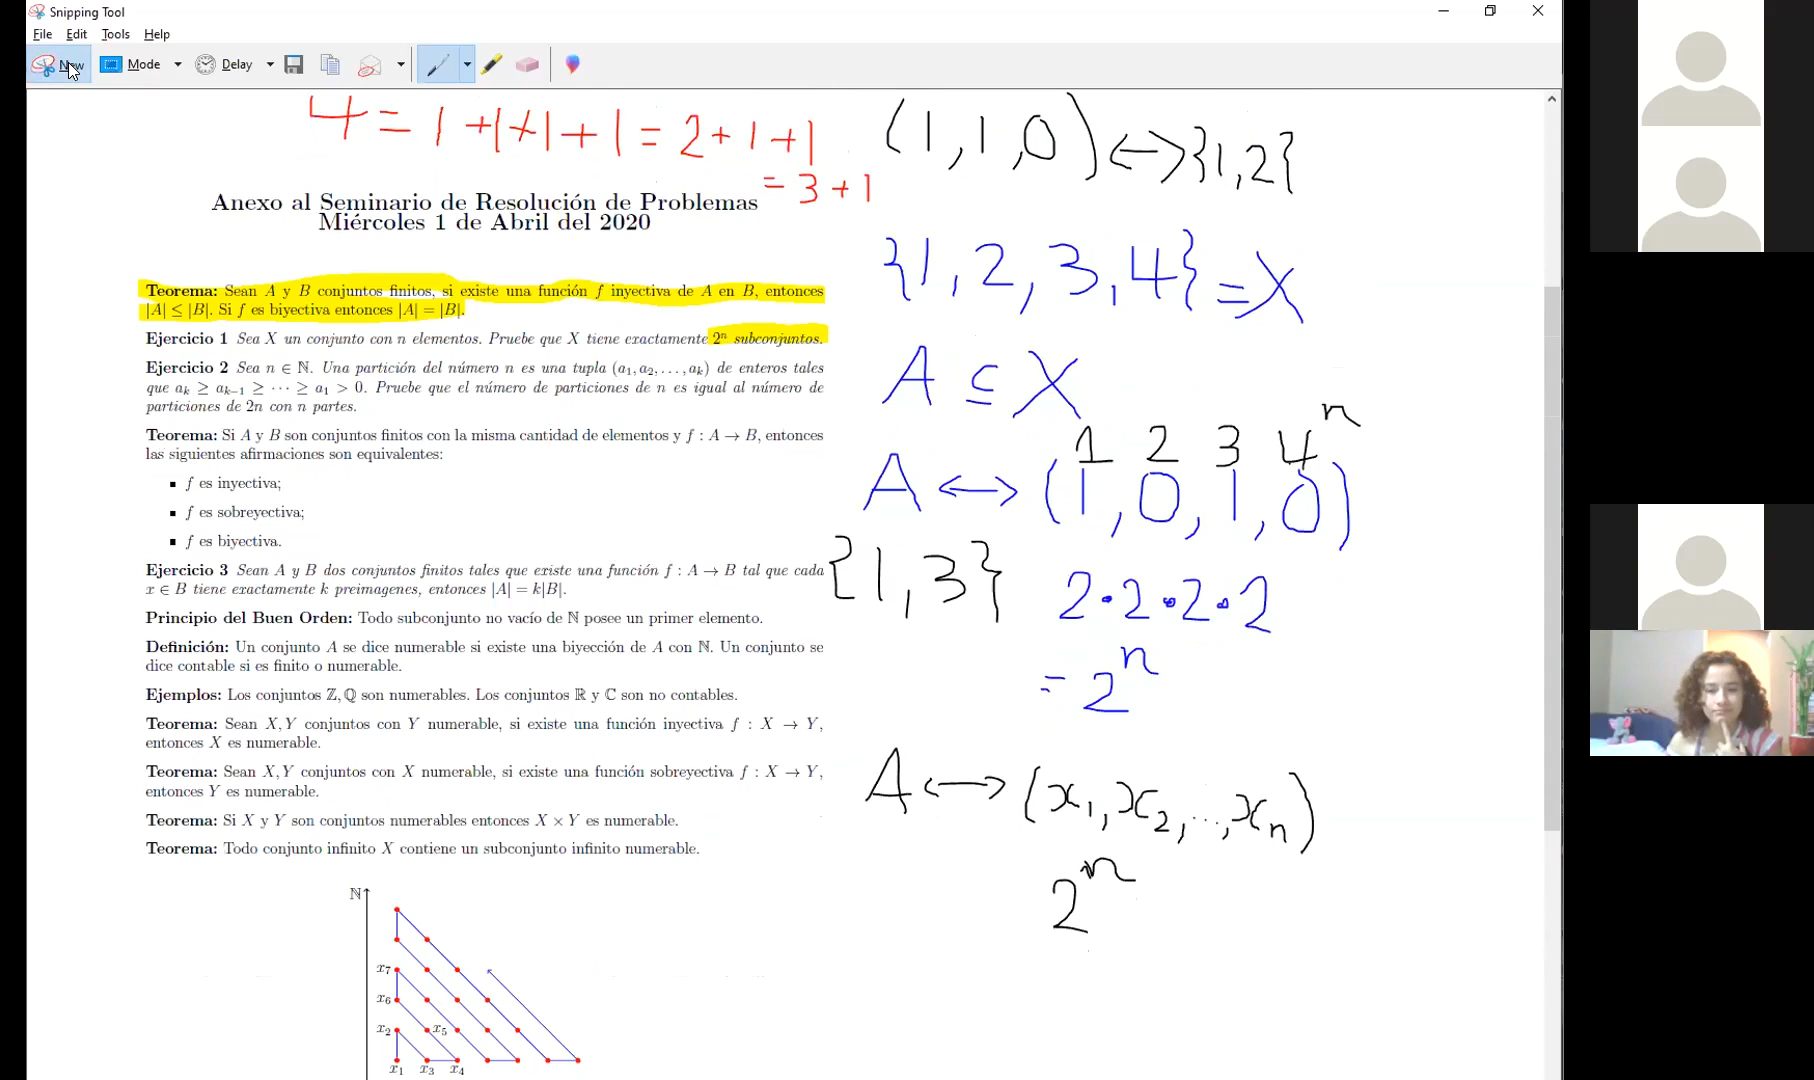 Snipping Tool
File Edit Tools Help
New Mode Delay
4 = 1 + 1 + 1 + 1 = 2 + 1 + 1
= 3 + 1
Anexo al Seminario de Resolución de Problemas
Miércoles 1 de Abril del 2020
Teorema: Sean A y B conjuntos finitos, si existe una función f inyectiva de A en B, entonces
|A| ≤ |B|. Si f es biyectiva entonces |A| = |B|.
Ejercicio 1 Sea X un conjunto con n elementos. Pruebe que X tiene exactamente 2ⁿ subconjuntos.
Ejercicio 2 Sea n ∈ ℕ. Una partición del número n es una tupla (a₁, a₂, . . . , aₖ) de enteros tales
que aₖ ≥ aₖ₋₁ ≥ ··· ≥ a₁ > 0. Pruebe que el número de particiones de n es igual al número de
particiones de 2n con n partes.
Teorema: Si A y B son conjuntos finitos con la misma cantidad de elementos y f : A → B, entonces
las siguientes afirmaciones son equivalentes:
▪ f es inyectiva;
▪ f es sobreyectiva;
▪ f es biyectiva.
Ejercicio 3 Sean A y B dos conjuntos finitos tales que existe una función f : A → B tal que cada
x ∈ B tiene exactamente k preimagenes, entonces |A| = k|B|.
Principio del Buen Orden: Todo subconjunto no vacío de ℕ posee un primer elemento.
Definición: Un conjunto A se dice numerable si existe una biyección de A con ℕ. Un conjunto se
dice contable si es finito o numerable.
Ejemplos: Los conjuntos ℤ, ℚ son numerables. Los conjuntos ℝ y ℂ son no contables.
Teorema: Sean X, Y conjuntos con Y numerable, si existe una función inyectiva f : X → Y,
entonces X es numerable.
Teorema: Sean X, Y conjuntos con X numerable, si existe una función sobreyectiva f : X → Y,
entonces Y es numerable.
Teorema: Si X y Y son conjuntos numerables entonces X × Y es numerable.
Teorema: Todo conjunto infinito X contiene un subconjunto infinito numerable.
ℕ
x₇
x₆
x₂ x₅
x₁ x₃ x₄
(1, 1, 0) ↔ {1, 2}
{1, 2, 3, 4} = X
A ⊆ X
1 2 3 4 n
A ↔ (1, 0, 1, 0)
{1, 3}
2 · 2 · 2 · 2
= 2ⁿ
A ↔ (x₁, x₂, ..., xₙ)
2ⁿ